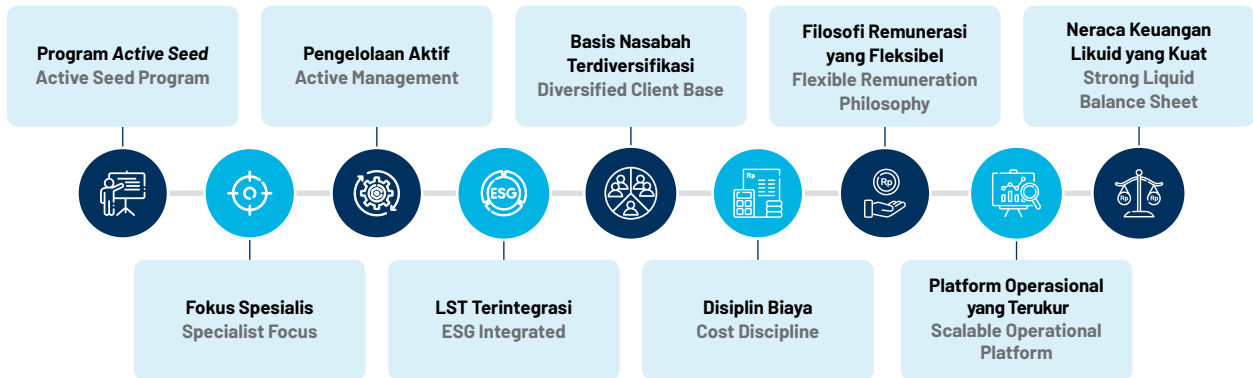 Program Active Seed
Active Seed Program
Pengelolaan Aktif
Active Management
Basis Nasabah
Terdiversifikasi
Diversified Client Base
Filosofi Remunerasi
yang Fleksibel
Flexible Remuneration
Philosophy
Neraca Keuangan
Likuid yang Kuat
Strong Liquid
Balance Sheet
ESG
Rp
Rp
Rp
Rp
Fokus Spesialis
Specialist Focus
LST Terintegrasi
ESG Integrated
Disiplin Biaya
Cost Discipline
Platform Operasional
yang Terukur
Scalable Operational
Platform